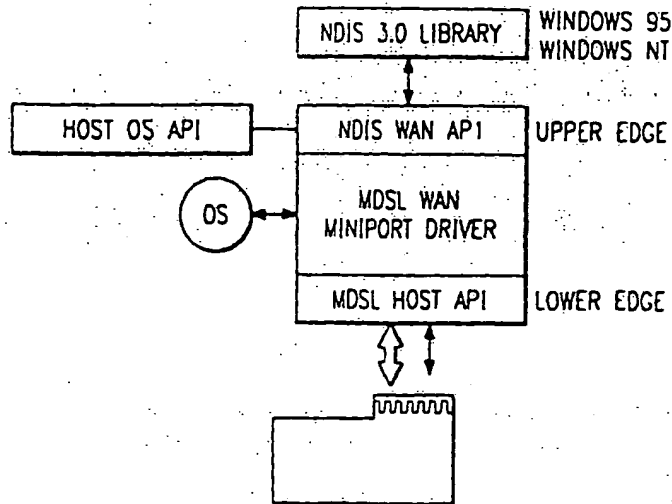 NDIS 3.0 LIBRARY
WINDOWS 95
WINDOWS NT
HOST OS API
NDIS WAN API
UPPER EDGE
OS
MDSL WAN
MINIPORT DRIVER
MDSL HOST API
LOWER EDGE